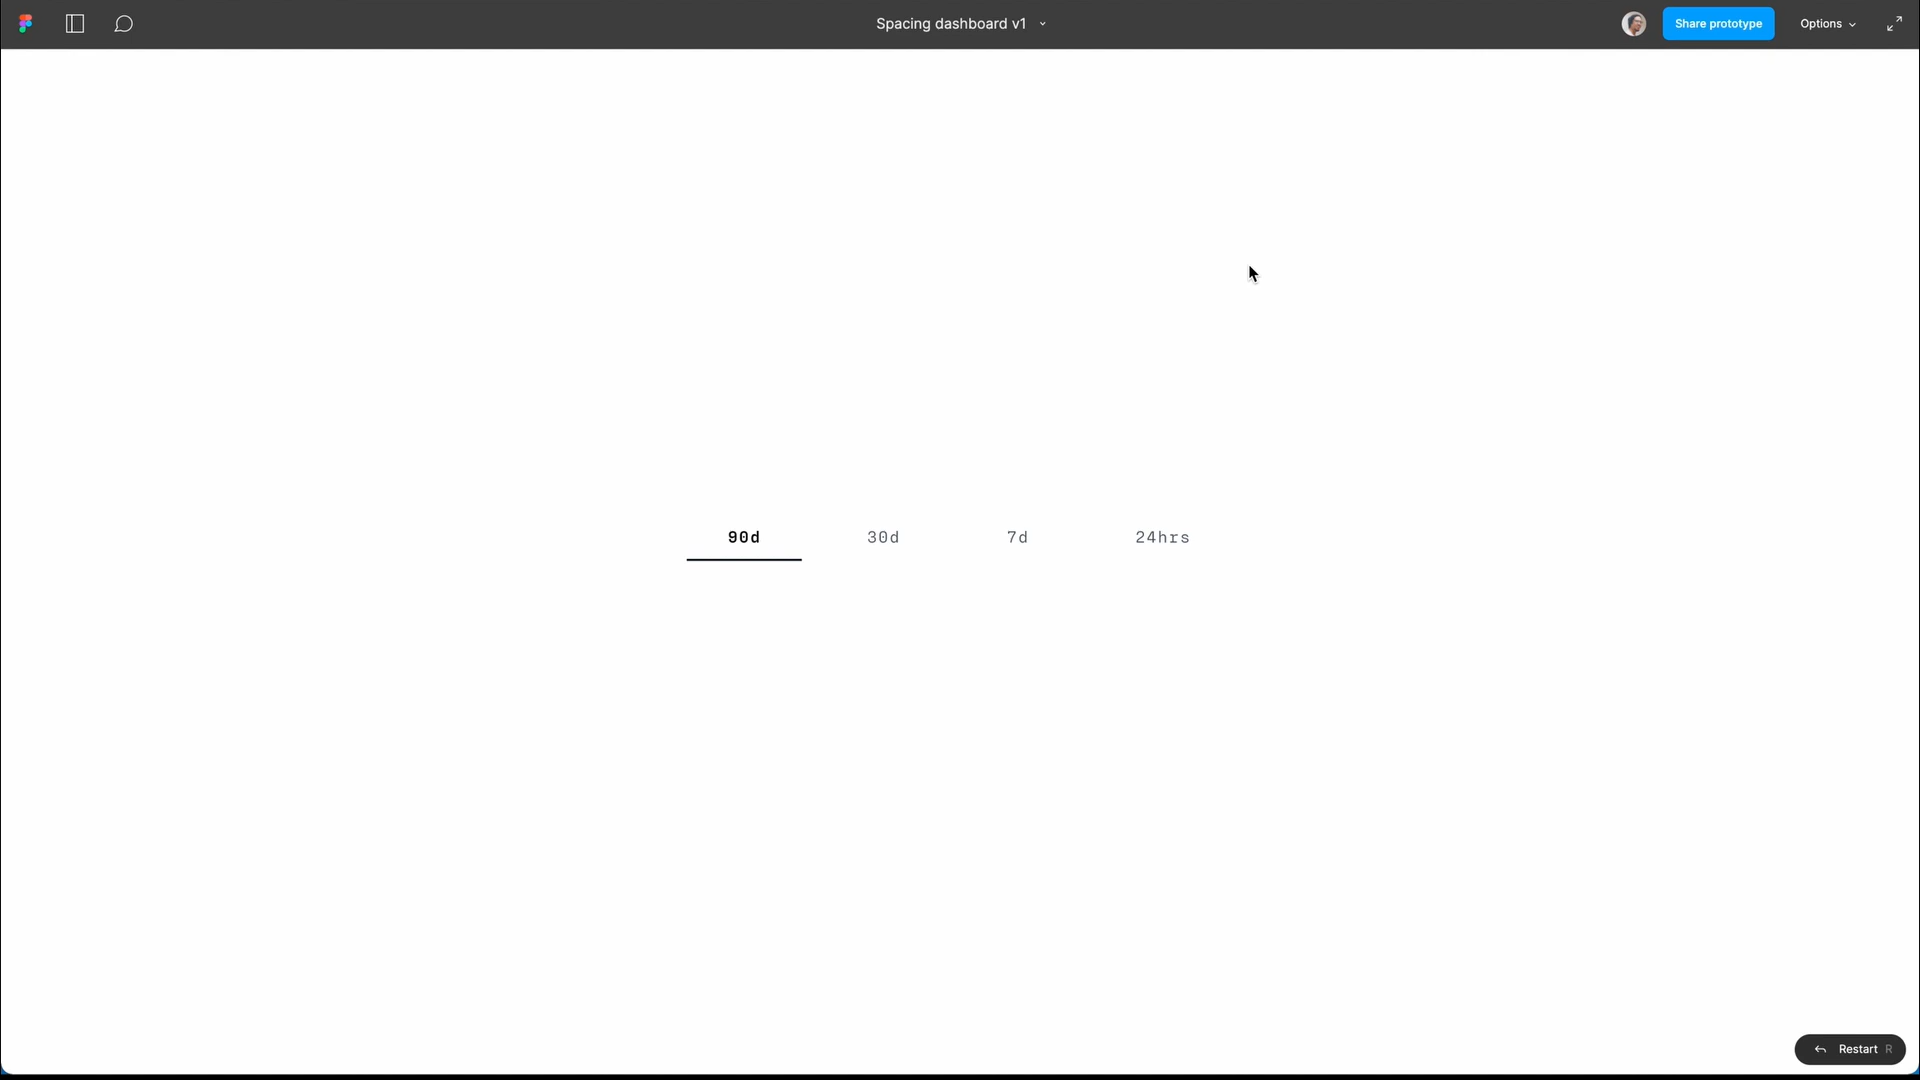 Spacing dashboard v1
Share prototype
Options
90d 30d 7d 24hrs
Restart R